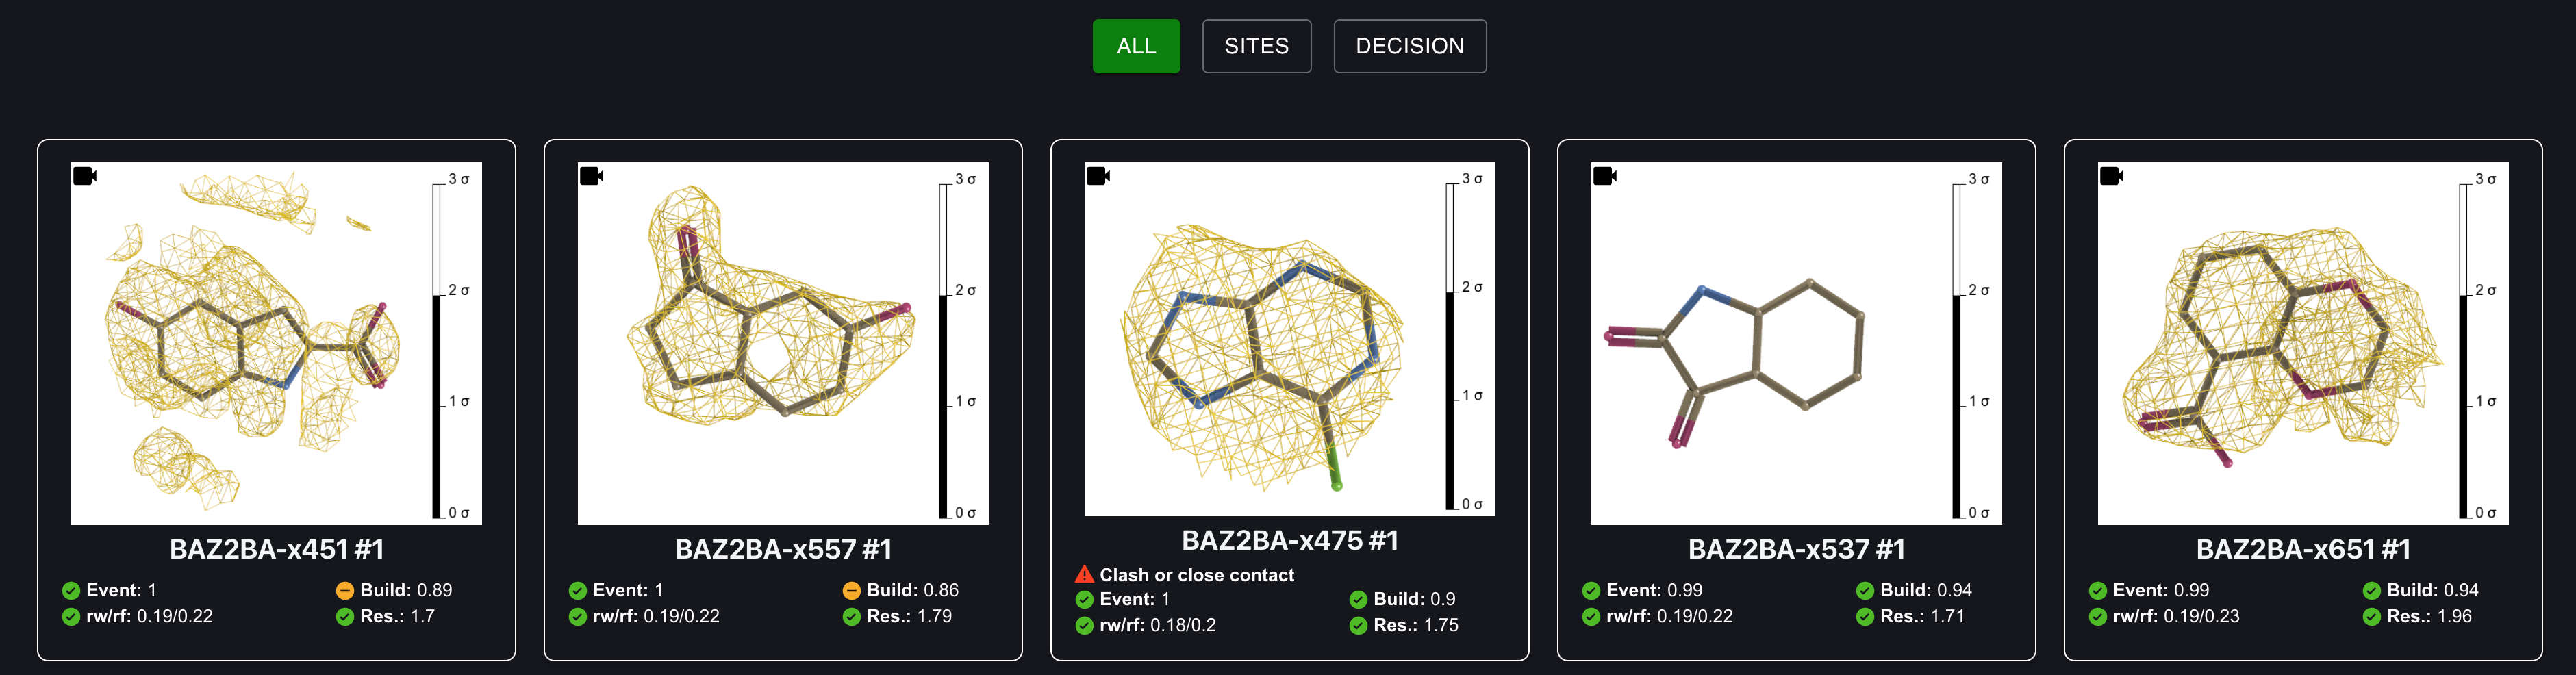 ALL SITES DECISION
3 σ
2 σ
1 σ
0 σ
BAZ2BA-x451 #1
Event: 1 Build: 0.89
rw/rf: 0.19/0.22 Res.: 1.7
3 σ
2 σ
1 σ
0 σ
BAZ2BA-x557 #1
Event: 1 Build: 0.86
rw/rf: 0.19/0.22 Res.: 1.79
3 σ
2 σ
1 σ
0 σ
BAZ2BA-x475 #1
Clash or close contact
Event: 1 Build: 0.9
rw/rf: 0.18/0.2 Res.: 1.75
3 σ
2 σ
1 σ
0 σ
BAZ2BA-x537 #1
Event: 0.99 Build: 0.94
rw/rf: 0.19/0.22 Res.: 1.71
3 σ
2 σ
1 σ
0 σ
BAZ2BA-x651 #1
Event: 0.99 Build: 0.94
rw/rf: 0.19/0.23 Res.: 1.96